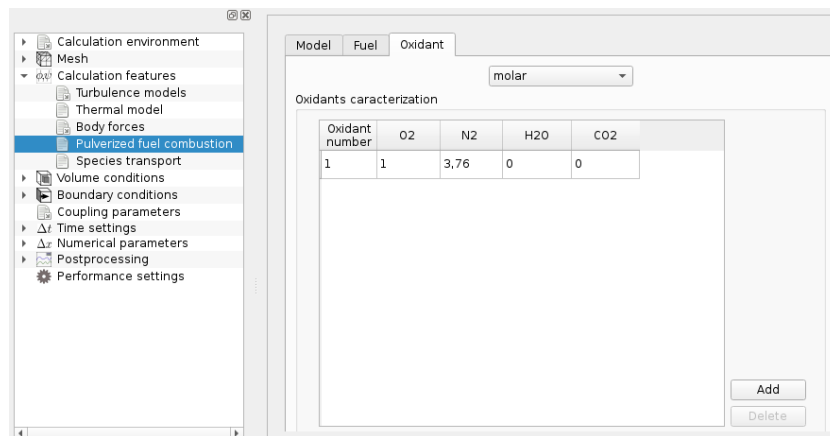 Calculation environment
Mesh
φ,ψ Calculation features
Turbulence models
Thermal model
Body forces
Pulverized fuel combustion
Species transport
Volume conditions
Boundary conditions
Coupling parameters
Δt Time settings
Δx Numerical parameters
Postprocessing
Performance settings
Model Fuel Oxidant
molar
Oxidants caracterization
Oxidant number O2 N2 H2O CO2
1 1 3,76 0 0
Add
Delete